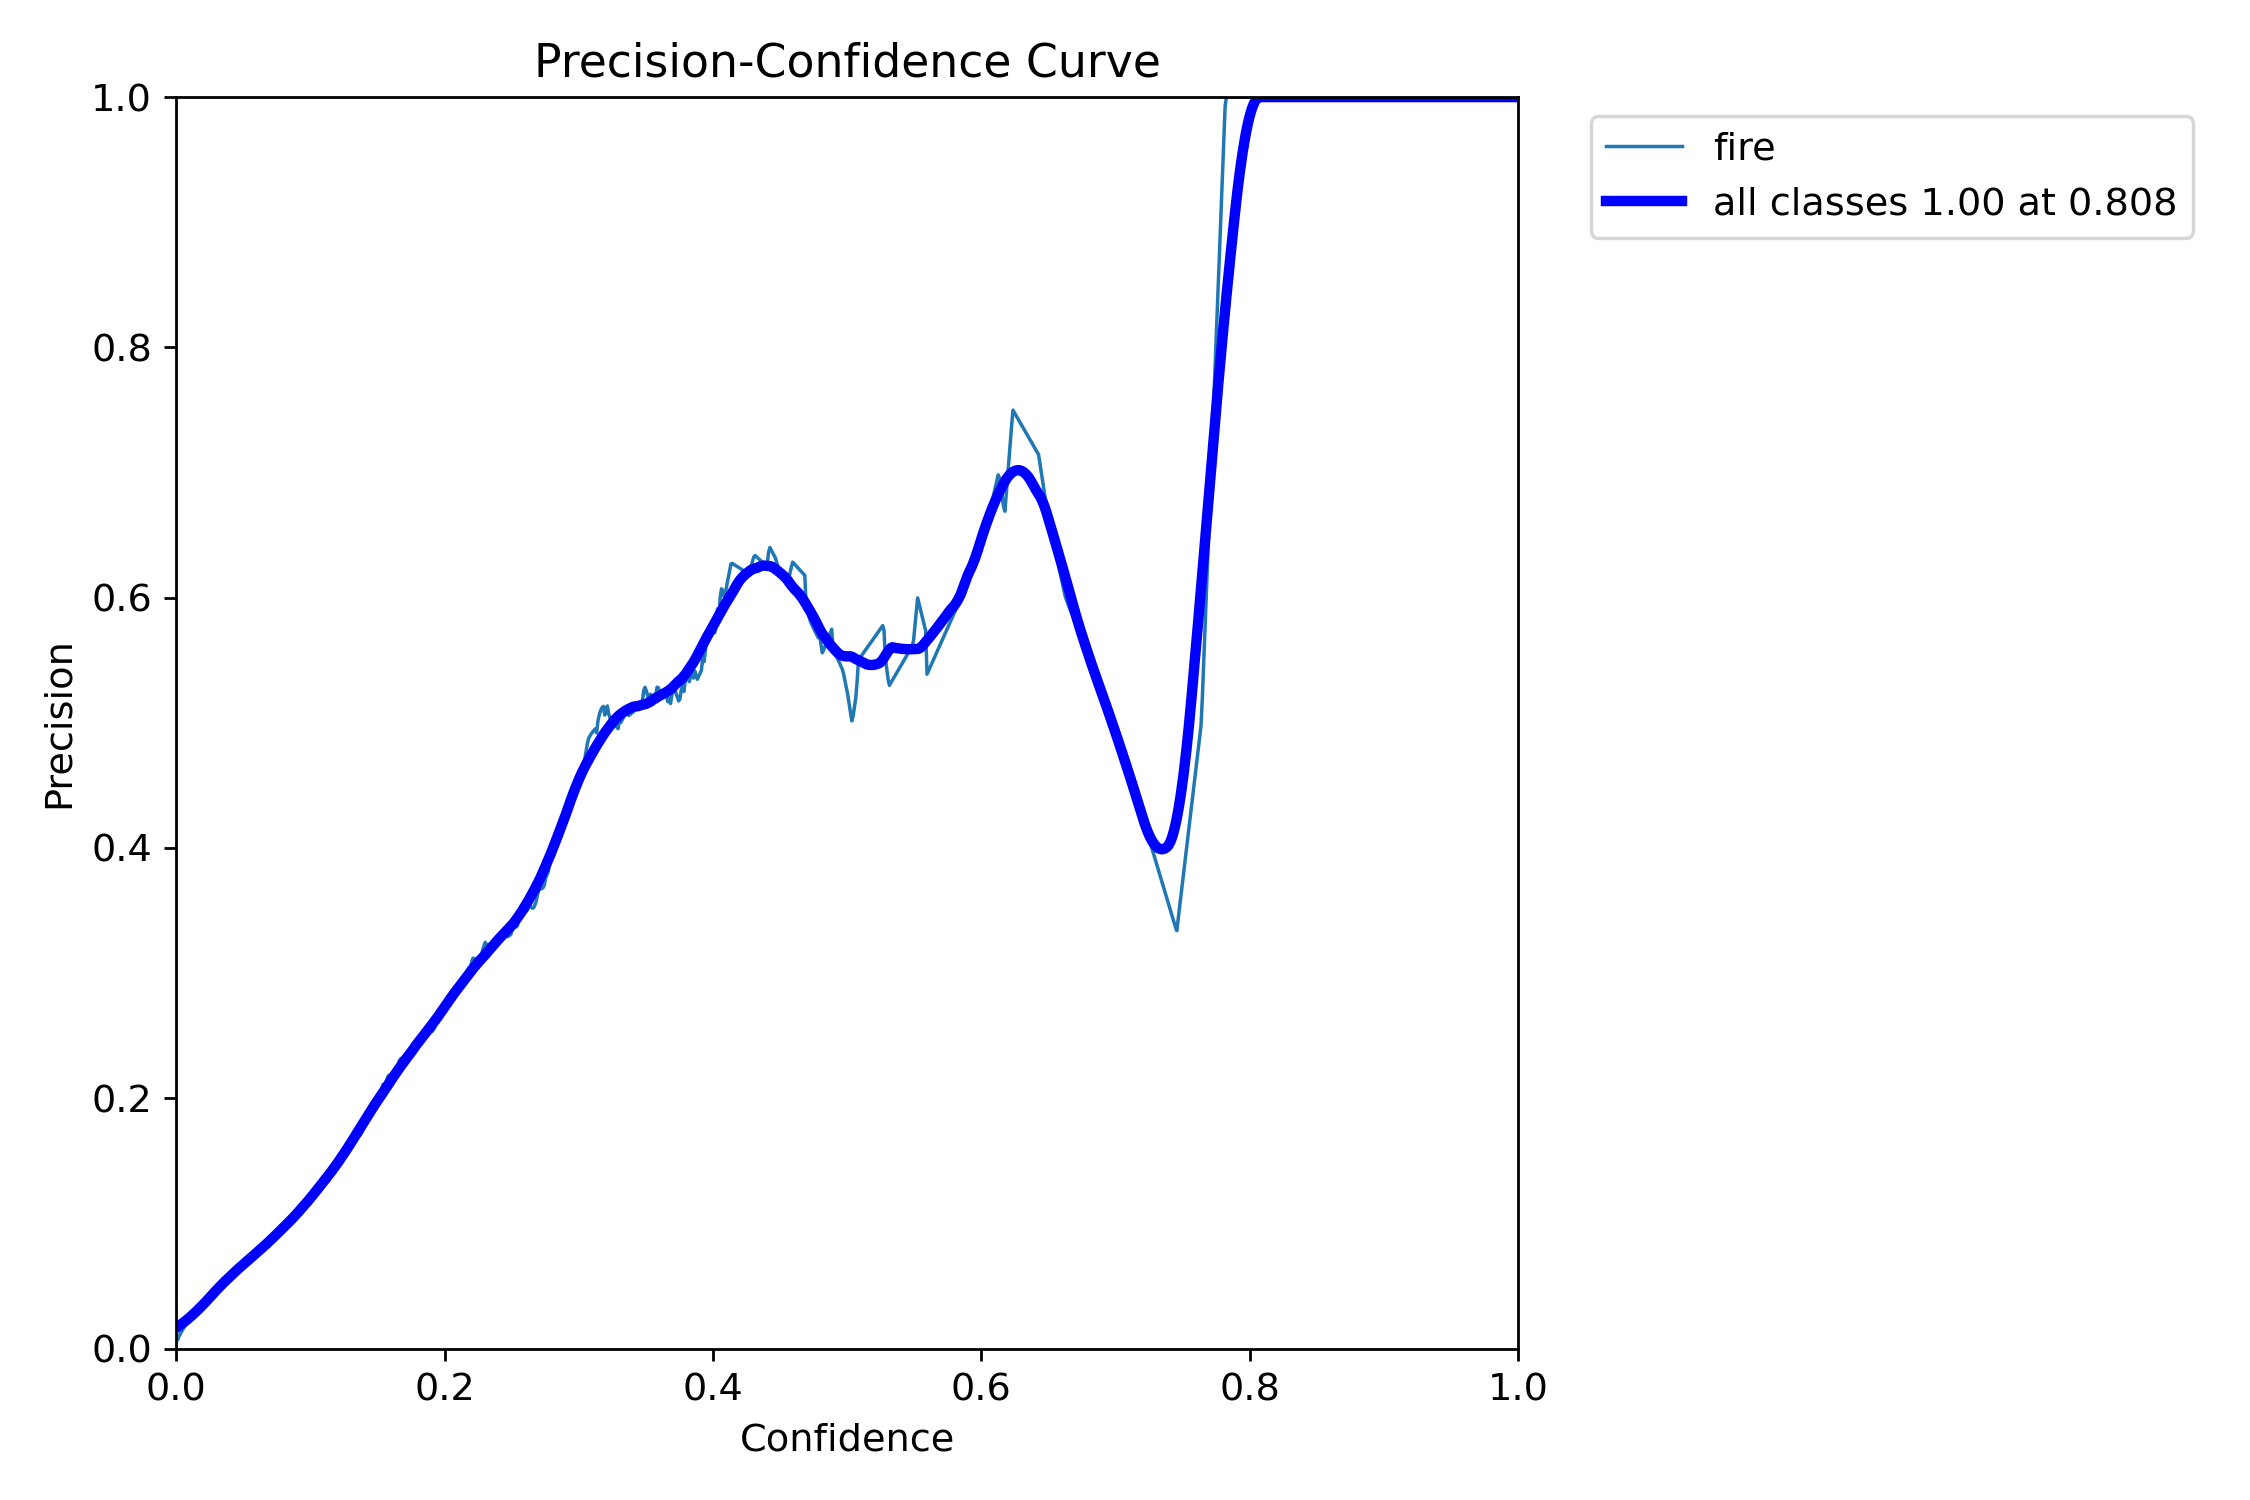 Precision-Confidence Curve
1.0
0.8
0.6
0.4
0.2
0.0
Precision
0.0 0.2 0.4 0.6 0.8 1.0
Confidence
fire
all classes 1.00 at 0.808